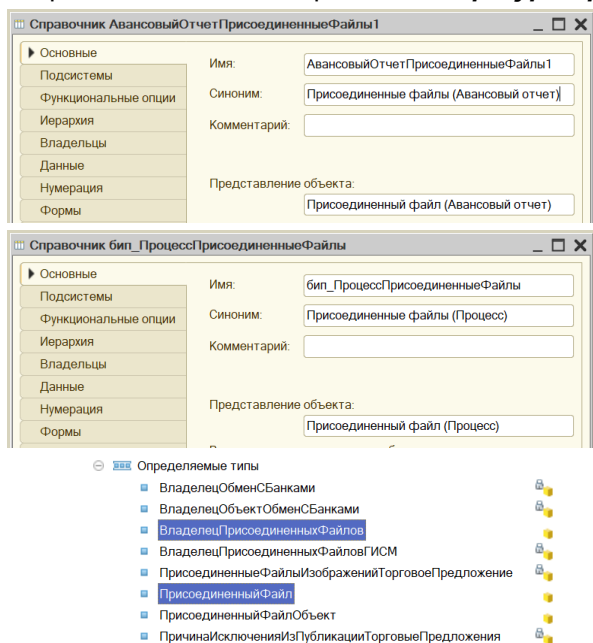 Справочник АвансовыйОтчетПрисоединенныеФайлы1
Основные
Подсистемы
Функциональные опции
Иерархия
Владельцы
Данные
Нумерация
Формы
Имя: АвансовыйОтчетПрисоединенныеФайлы1
Синоним: Присоединенные файлы (Авансовый отчет)
Комментарий:
Представление объекта:
Присоединенный файл (Авансовый отчет)
Справочник бип_ПроцессПрисоединенныеФайлы
Основные
Подсистемы
Функциональные опции
Иерархия
Владельцы
Данные
Нумерация
Формы
Имя: бип_ПроцессПрисоединенныеФайлы
Синоним: Присоединенные файлы (Процесс)
Комментарий:
Представление объекта:
Присоединенный файл (Процесс)
Определяемые типы
ВладелецОбменСБанками
ВладелецОбъектОбменСБанками
ВладелецПрисоединенныхФайлов
ВладелецПрисоединенныхФайловГИСМ
ПрисоединенныеФайлыИзображенийТорговоеПредложение
ПрисоединенныйФайл
ПрисоединенныйФайлОбъект
ПричинаИсключенияИзПубликацииТорговыеПредложения